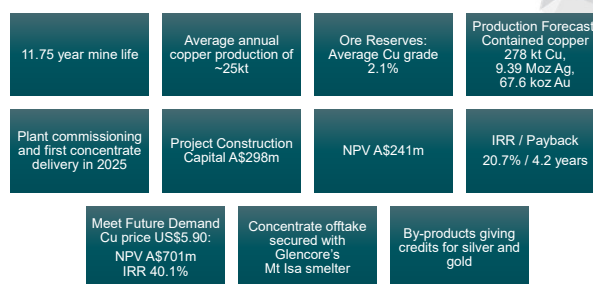 11.75 year mine life
Average annual
copper production of
~25kt
Ore Reserves:
Average Cu grade
2.1%
Production Forecast
Contained copper
278 kt Cu,
9.39 Moz Ag,
67.6 koz Au
Plant commissioning
and first concentrate
delivery in 2025
Project Construction
Capital A$298m
NPV A$241m
IRR / Payback
20.7% / 4.2 years
Meet Future Demand
Cu price US$5.90:
NPV A$701m
IRR 40.1%
Concentrate offtake
secured with
Glencore's
Mt Isa smelter
By-products giving
credits for silver and
gold